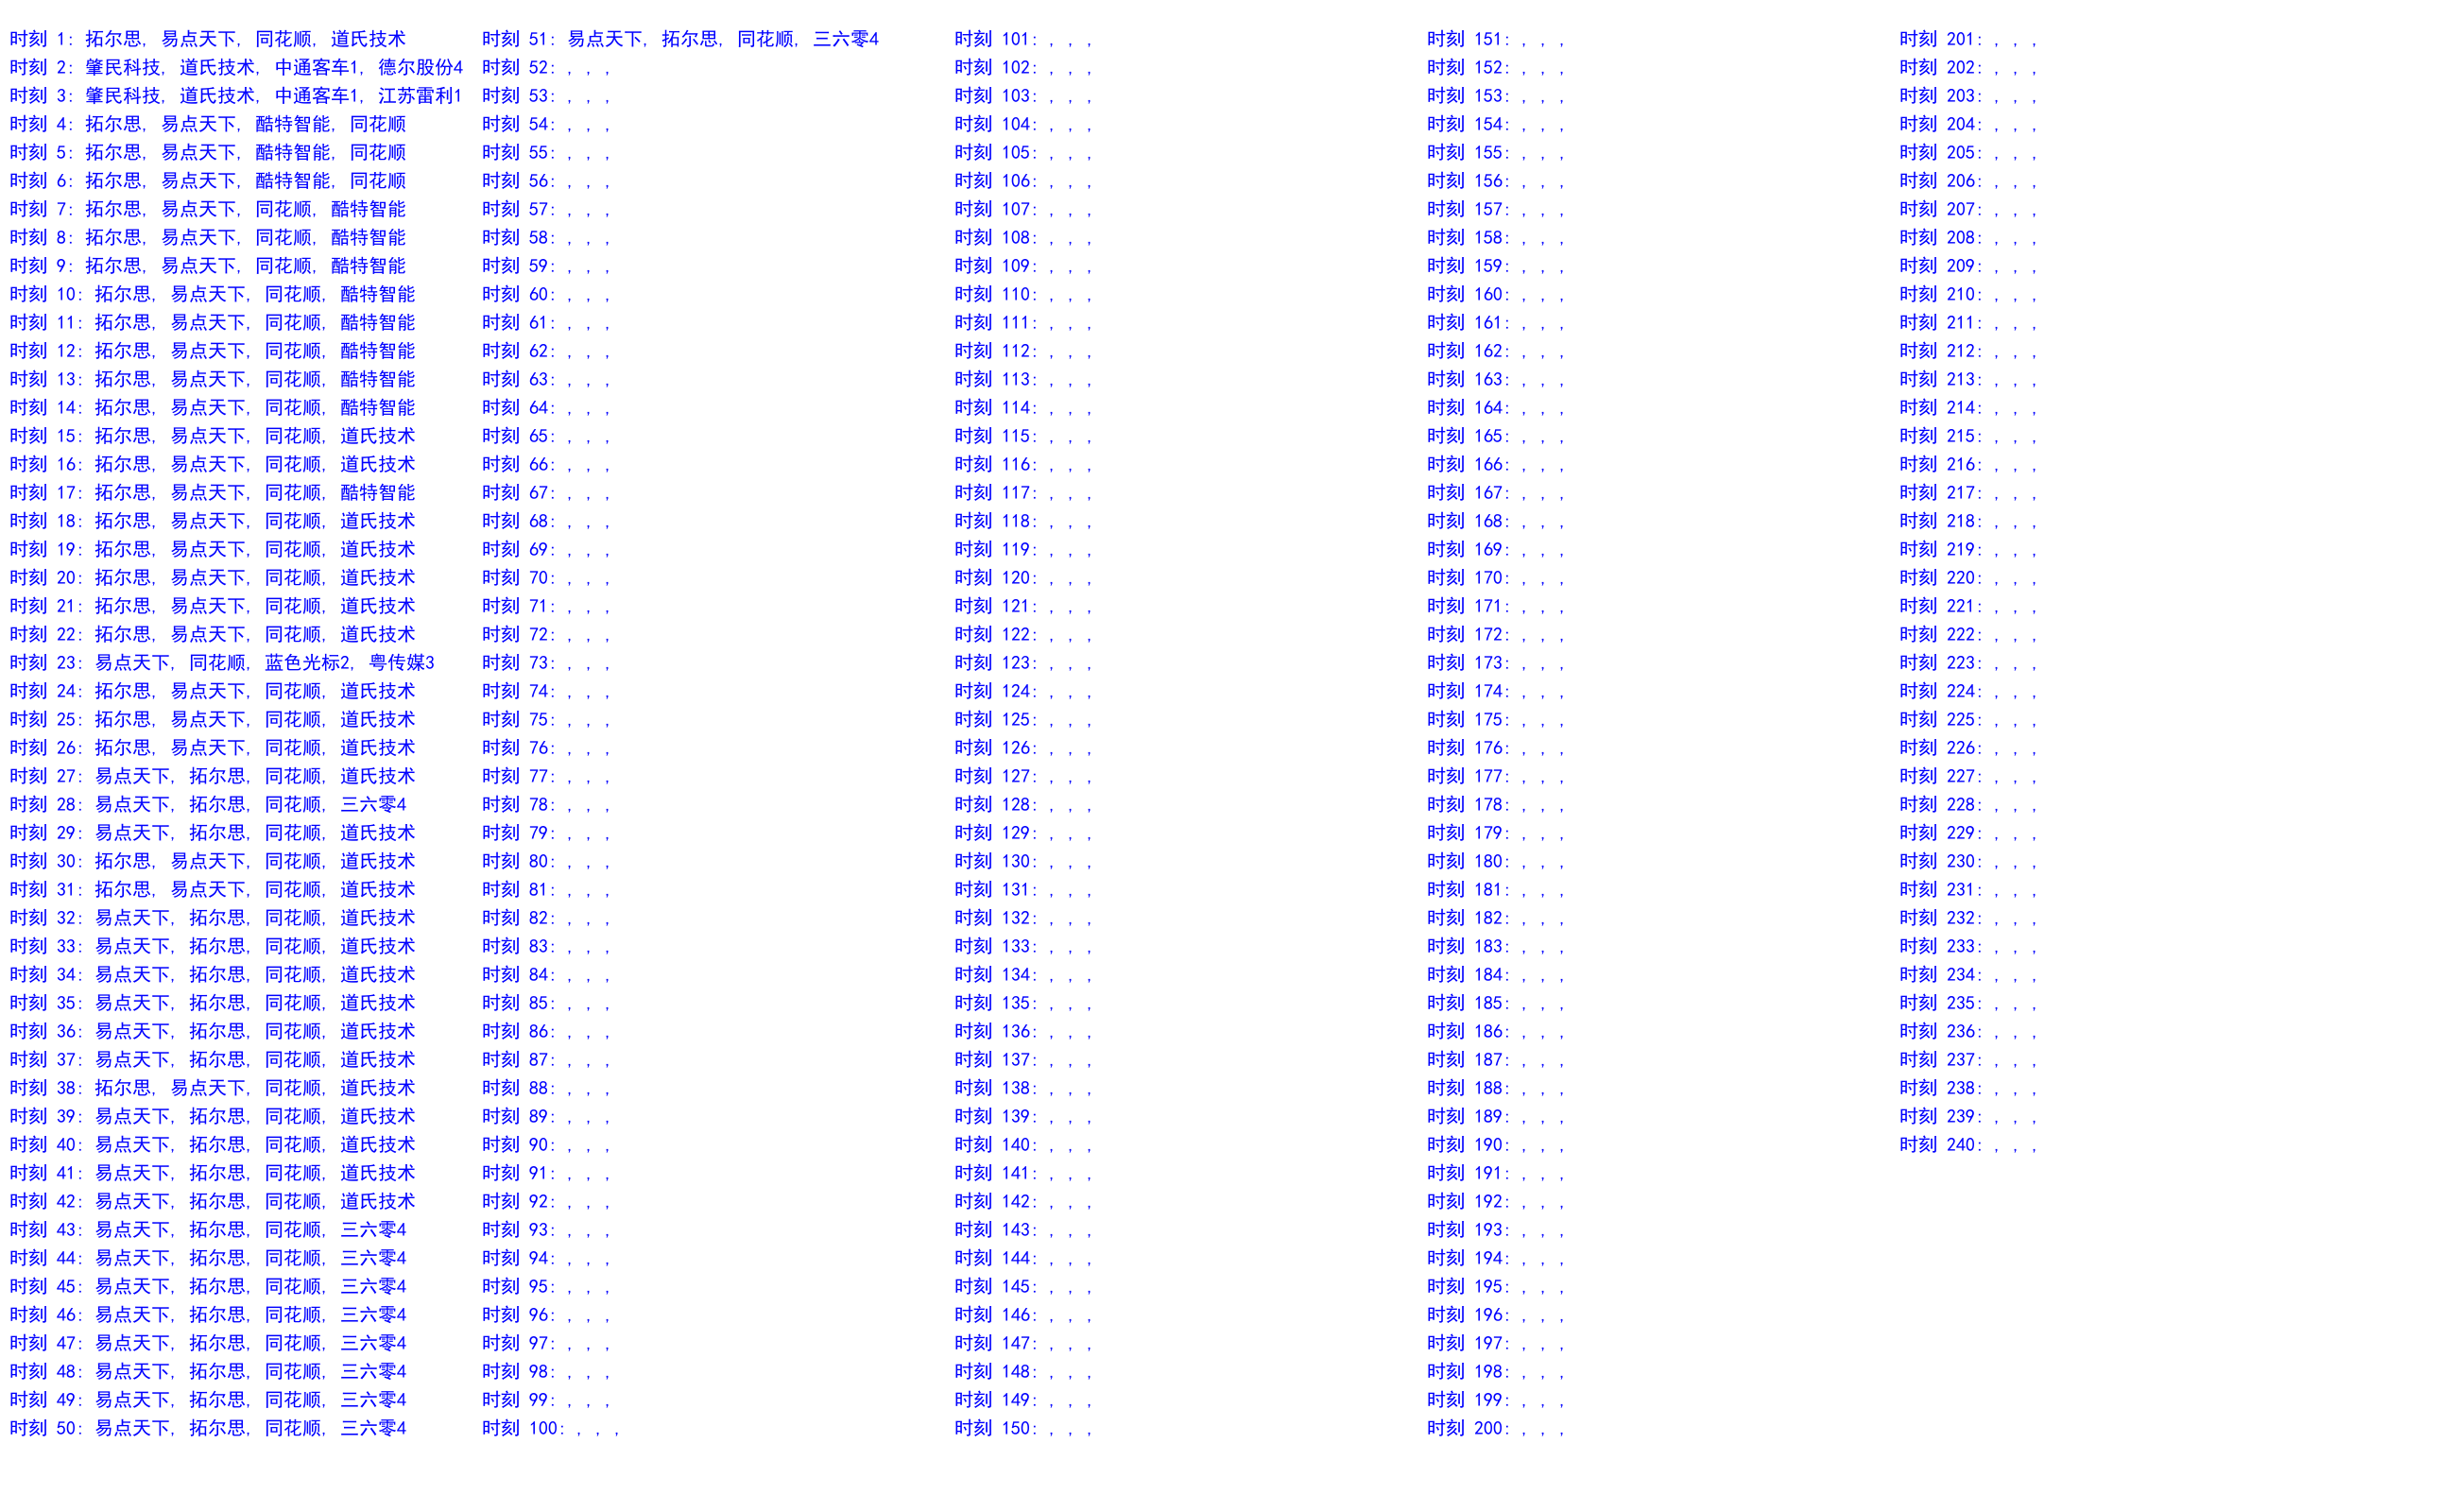 时刻 1: 拓尔思, 易点天下, 同花顺, 道氏技术
时刻 2: 肇民科技, 道氏技术, 中通客车1, 德尔股份4
时刻 3: 肇民科技, 道氏技术, 中通客车1, 江苏雷利1
时刻 4: 拓尔思, 易点天下, 酷特智能, 同花顺
时刻 5: 拓尔思, 易点天下, 酷特智能, 同花顺
时刻 6: 拓尔思, 易点天下, 酷特智能, 同花顺
时刻 7: 拓尔思, 易点天下, 同花顺, 酷特智能
时刻 8: 拓尔思, 易点天下, 同花顺, 酷特智能
时刻 9: 拓尔思, 易点天下, 同花顺, 酷特智能
时刻 10: 拓尔思, 易点天下, 同花顺, 酷特智能
时刻 11: 拓尔思, 易点天下, 同花顺, 酷特智能
时刻 12: 拓尔思, 易点天下, 同花顺, 酷特智能
时刻 13: 拓尔思, 易点天下, 同花顺, 酷特智能
时刻 14: 拓尔思, 易点天下, 同花顺, 酷特智能
时刻 15: 拓尔思, 易点天下, 同花顺, 道氏技术
时刻 16: 拓尔思, 易点天下, 同花顺, 道氏技术
时刻 17: 拓尔思, 易点天下, 同花顺, 酷特智能
时刻 18: 拓尔思, 易点天下, 同花顺, 道氏技术
时刻 19: 拓尔思, 易点天下, 同花顺, 道氏技术
时刻 20: 拓尔思, 易点天下, 同花顺, 道氏技术
时刻 21: 拓尔思, 易点天下, 同花顺, 道氏技术
时刻 22: 拓尔思, 易点天下, 同花顺, 道氏技术
时刻 23: 易点天下, 同花顺, 蓝色光标2, 粤传媒3
时刻 24: 拓尔思, 易点天下, 同花顺, 道氏技术
时刻 25: 拓尔思, 易点天下, 同花顺, 道氏技术
时刻 26: 拓尔思, 易点天下, 同花顺, 道氏技术
时刻 27: 易点天下, 拓尔思, 同花顺, 道氏技术
时刻 28: 易点天下, 拓尔思, 同花顺, 三六零4
时刻 29: 易点天下, 拓尔思, 同花顺, 道氏技术
时刻 30: 拓尔思, 易点天下, 同花顺, 道氏技术
时刻 31: 拓尔思, 易点天下, 同花顺, 道氏技术
时刻 32: 易点天下, 拓尔思, 同花顺, 道氏技术
时刻 33: 易点天下, 拓尔思, 同花顺, 道氏技术
时刻 34: 易点天下, 拓尔思, 同花顺, 道氏技术
时刻 35: 易点天下, 拓尔思, 同花顺, 道氏技术
时刻 36: 易点天下, 拓尔思, 同花顺, 道氏技术
时刻 37: 易点天下, 拓尔思, 同花顺, 道氏技术
时刻 38: 拓尔思, 易点天下, 同花顺, 道氏技术
时刻 39: 易点天下, 拓尔思, 同花顺, 道氏技术
时刻 40: 易点天下, 拓尔思, 同花顺, 道氏技术
时刻 41: 易点天下, 拓尔思, 同花顺, 道氏技术
时刻 42: 易点天下, 拓尔思, 同花顺, 道氏技术
时刻 43: 易点天下, 拓尔思, 同花顺, 三六零4
时刻 44: 易点天下, 拓尔思, 同花顺, 三六零4
时刻 45: 易点天下, 拓尔思, 同花顺, 三六零4
时刻 46: 易点天下, 拓尔思, 同花顺, 三六零4
时刻 47: 易点天下, 拓尔思, 同花顺, 三六零4
时刻 48: 易点天下, 拓尔思, 同花顺, 三六零4
时刻 49: 易点天下, 拓尔思, 同花顺, 三六零4
时刻 50: 易点天下, 拓尔思, 同花顺, 三六零4
时刻 51: 易点天下, 拓尔思, 同花顺, 三六零4
时刻 52: , , ,
时刻 53: , , ,
时刻 54: , , ,
时刻 55: , , ,
时刻 56: , , ,
时刻 57: , , ,
时刻 58: , , ,
时刻 59: , , ,
时刻 60: , , ,
时刻 61: , , ,
时刻 62: , , ,
时刻 63: , , ,
时刻 64: , , ,
时刻 65: , , ,
时刻 66: , , ,
时刻 67: , , ,
时刻 68: , , ,
时刻 69: , , ,
时刻 70: , , ,
时刻 71: , , ,
时刻 72: , , ,
时刻 73: , , ,
时刻 74: , , ,
时刻 75: , , ,
时刻 76: , , ,
时刻 77: , , ,
时刻 78: , , ,
时刻 79: , , ,
时刻 80: , , ,
时刻 81: , , ,
时刻 82: , , ,
时刻 83: , , ,
时刻 84: , , ,
时刻 85: , , ,
时刻 86: , , ,
时刻 87: , , ,
时刻 88: , , ,
时刻 89: , , ,
时刻 90: , , ,
时刻 91: , , ,
时刻 92: , , ,
时刻 93: , , ,
时刻 94: , , ,
时刻 95: , , ,
时刻 96: , , ,
时刻 97: , , ,
时刻 98: , , ,
时刻 99: , , ,
时刻 100: , , ,
时刻 101: , , ,
时刻 102: , , ,
时刻 103: , , ,
时刻 104: , , ,
时刻 105: , , ,
时刻 106: , , ,
时刻 107: , , ,
时刻 108: , , ,
时刻 109: , , ,
时刻 110: , , ,
时刻 111: , , ,
时刻 112: , , ,
时刻 113: , , ,
时刻 114: , , ,
时刻 115: , , ,
时刻 116: , , ,
时刻 117: , , ,
时刻 118: , , ,
时刻 119: , , ,
时刻 120: , , ,
时刻 121: , , ,
时刻 122: , , ,
时刻 123: , , ,
时刻 124: , , ,
时刻 125: , , ,
时刻 126: , , ,
时刻 127: , , ,
时刻 128: , , ,
时刻 129: , , ,
时刻 130: , , ,
时刻 131: , , ,
时刻 132: , , ,
时刻 133: , , ,
时刻 134: , , ,
时刻 135: , , ,
时刻 136: , , ,
时刻 137: , , ,
时刻 138: , , ,
时刻 139: , , ,
时刻 140: , , ,
时刻 141: , , ,
时刻 142: , , ,
时刻 143: , , ,
时刻 144: , , ,
时刻 145: , , ,
时刻 146: , , ,
时刻 147: , , ,
时刻 148: , , ,
时刻 149: , , ,
时刻 150: , , ,
时刻 151: , , ,
时刻 152: , , ,
时刻 153: , , ,
时刻 154: , , ,
时刻 155: , , ,
时刻 156: , , ,
时刻 157: , , ,
时刻 158: , , ,
时刻 159: , , ,
时刻 160: , , ,
时刻 161: , , ,
时刻 162: , , ,
时刻 163: , , ,
时刻 164: , , ,
时刻 165: , , ,
时刻 166: , , ,
时刻 167: , , ,
时刻 168: , , ,
时刻 169: , , ,
时刻 170: , , ,
时刻 171: , , ,
时刻 172: , , ,
时刻 173: , , ,
时刻 174: , , ,
时刻 175: , , ,
时刻 176: , , ,
时刻 177: , , ,
时刻 178: , , ,
时刻 179: , , ,
时刻 180: , , ,
时刻 181: , , ,
时刻 182: , , ,
时刻 183: , , ,
时刻 184: , , ,
时刻 185: , , ,
时刻 186: , , ,
时刻 187: , , ,
时刻 188: , , ,
时刻 189: , , ,
时刻 190: , , ,
时刻 191: , , ,
时刻 192: , , ,
时刻 193: , , ,
时刻 194: , , ,
时刻 195: , , ,
时刻 196: , , ,
时刻 197: , , ,
时刻 198: , , ,
时刻 199: , , ,
时刻 200: , , ,
时刻 201: , , ,
时刻 202: , , ,
时刻 203: , , ,
时刻 204: , , ,
时刻 205: , , ,
时刻 206: , , ,
时刻 207: , , ,
时刻 208: , , ,
时刻 209: , , ,
时刻 210: , , ,
时刻 211: , , ,
时刻 212: , , ,
时刻 213: , , ,
时刻 214: , , ,
时刻 215: , , ,
时刻 216: , , ,
时刻 217: , , ,
时刻 218: , , ,
时刻 219: , , ,
时刻 220: , , ,
时刻 221: , , ,
时刻 222: , , ,
时刻 223: , , ,
时刻 224: , , ,
时刻 225: , , ,
时刻 226: , , ,
时刻 227: , , ,
时刻 228: , , ,
时刻 229: , , ,
时刻 230: , , ,
时刻 231: , , ,
时刻 232: , , ,
时刻 233: , , ,
时刻 234: , , ,
时刻 235: , , ,
时刻 236: , , ,
时刻 237: , , ,
时刻 238: , , ,
时刻 239: , , ,
时刻 240: , , ,